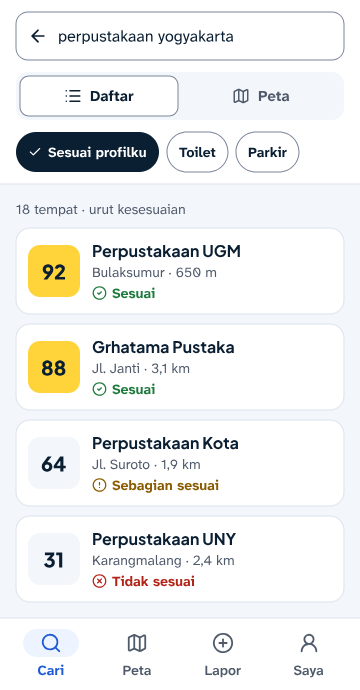 perpustakaan yogyakarta
Daftar
Peta
Sesuai profilku
Toilet
Parkir
18 tempat · urut kesesuaian
92
Perpustakaan UGM
Bulaksumur · 650 m
Sesuai
88
Grhatama Pustaka
Jl. Janti · 3,1 km
Sesuai
64
Perpustakaan Kota
Jl. Suroto · 1,9 km
Sebagian sesuai
31
Perpustakaan UNY
Karangmalang · 2,4 km
Tidak sesuai
Cari
Peta
Lapor
Saya